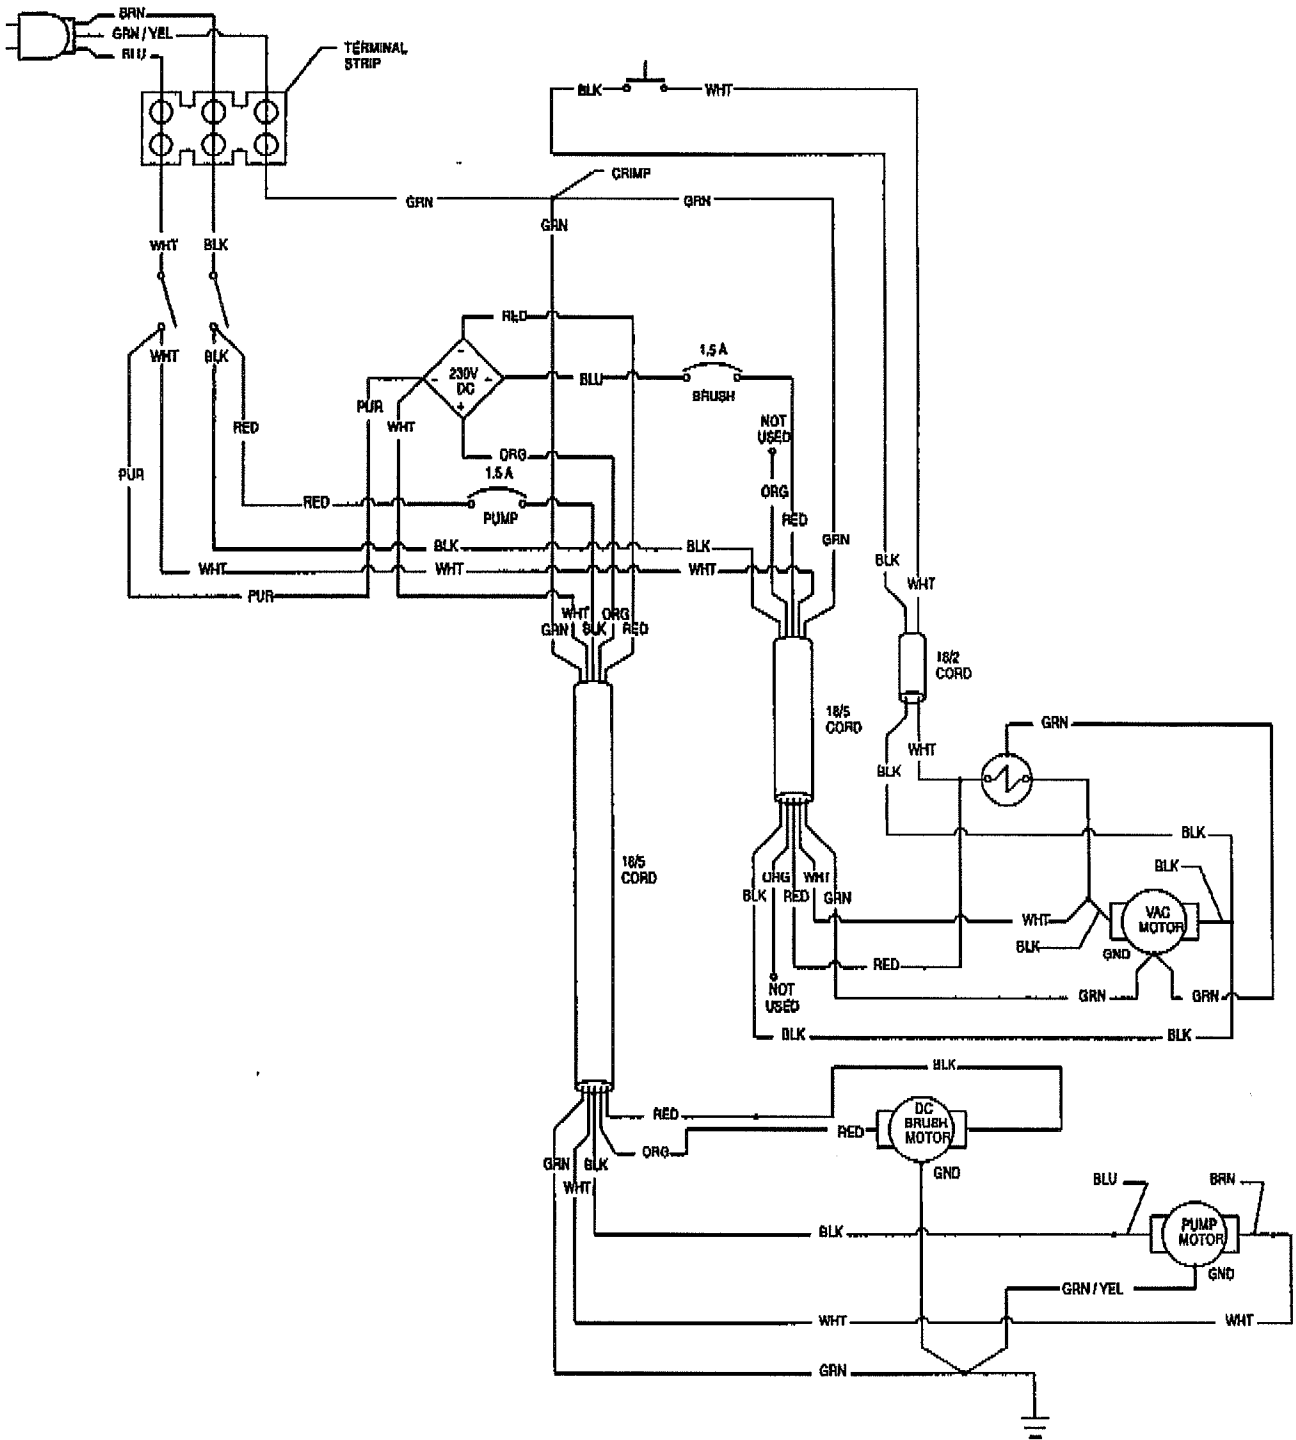 BRN
GRN/YEL
BLU
TERMINAL
STRIP
BLK
WHT
CRIMP
GRN
GRN
GRN
WHT
BLK
RED
WHT
BLK
1.5 A
230V
DC
BLU
BRUSH
PUR
WHT
RED
NOT
USED
ORG
1.5 A
PUR
ORG
RED
RED
PUMP
GRN
BLK
BLK
BLK
WHT
WHT
WHT
WHT
PUR
WHT
ORG
GRN
BLK
RED
18/2
CORD
18/5
CORD
GRN
WHT
BLK
BLK
18/5
CORD
BLK
ORG
WHT
BLK
RED
GRN
VAC
MOTOR
WHT
BLK
GND
RED
NOT
USED
GRN
GRN
BLK
BLK
BLK
RED
DC
BRUSH
MOTOR
RED
ORG
GRN
BLK
GND
WHT
BLU
BRN
PUMP
MOTOR
BLK
GND
GRN/YEL
WHT
WHT
GRN